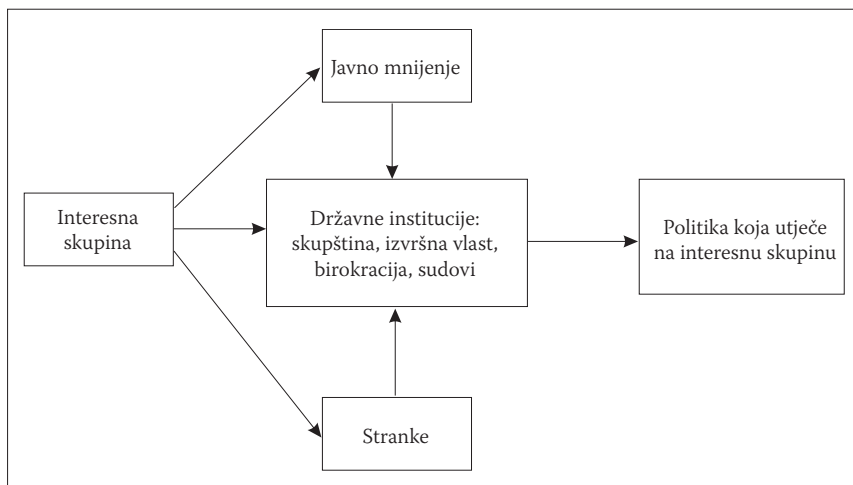 Javno mnijenje
Interesna
skupina
Državne institucije:
skupština, izvršna vlast,
birokracija, sudovi
Politika koja utječe
na interesnu skupinu
Stranke